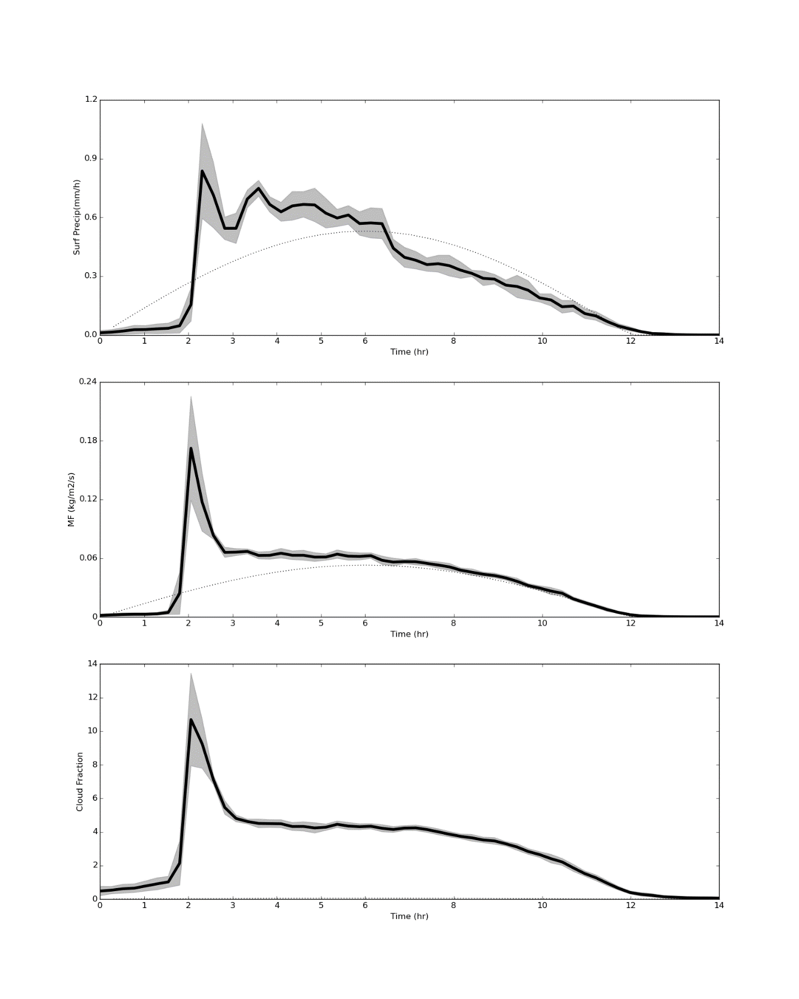 1.2
0.9
0.6
0.3
0.0
Surf Precip(mm/h)
0 1 2 3 4 5 6 8 10 12 14
Time (hr)
0.24
0.18
0.12
0.06
0
MF (kg/m2/s)
0 1 2 3 4 5 6 8 10 12 14
Time (hr)
14
12
10
8
6
4
2
0
Cloud Fraction
0 1 2 3 4 5 6 8 10 12 14
Time (hr)